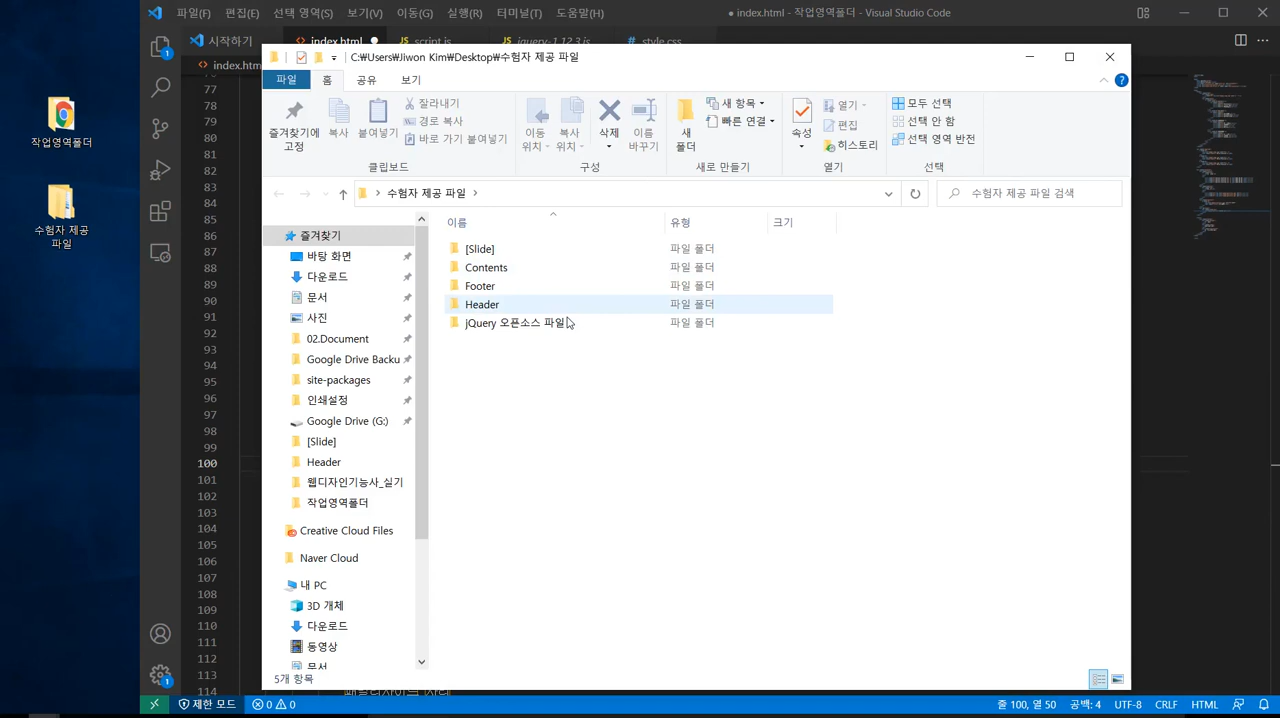 파일(F) 편집(E) 선택 영역(S) 보기(V) 이동(G) 실행(R) 터미널(T) 도움말(H)
● index.html - 작업영역폴더 - Visual Studio Code
시작하기 index.html ● script.js jquery-1.12.3.js style.css
index.htm
C:₩Users₩Jiwon Kim₩Desktop₩수험자 제공 파일
파일 홈 공유 보기
즐겨찾기에 고정
복사
붙여넣기
잘라내기
경로 복사
바로 가기 붙여넣기
클립보드
이동 위치
복사 위치
삭제
이름 바꾸기
구성
새 폴더
새 항목
빠른 연결
새로 만들기
속성
열기
편집
히스토리
열기
모두 선택
선택 안 함
선택 영역 반전
선택
수험자 제공 파일
수험자 제공 파일 검색
이름 유형 크기
[Slide] 파일 폴더
Contents 파일 폴더
Footer 파일 폴더
Header 파일 폴더
jQuery 오픈소스 파일 파일 폴더
즐겨찾기
바탕 화면
다운로드
문서
사진
02.Document
Google Drive Backu
site-packages
인쇄설정
Google Drive (G:)
[Slide]
Header
웹디자인기능사_실기
작업영역폴더
Creative Cloud Files
Naver Cloud
내 PC
3D 개체
다운로드
동영상
문서
5개 항목
작업영역폴더
수험자 제공
파일
1
77
78
79
80
81
82
83
84
85
86
87
88
89
90
91
92
93
94
95
96
97
98
99
100
101
102
103
104
105
106
107
108
109
110
111
112
113
114
1
패밀리사이트
제한 모드 0 0 줄 100, 열 50 공백: 4 UTF-8 CRLF HTML